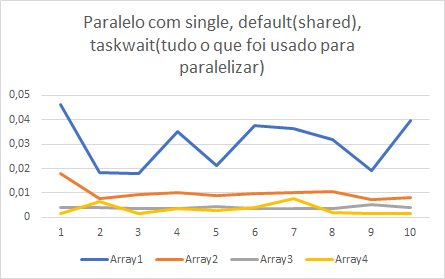 Paralelo com single, default(shared),
taskwait(tudo o que foi usado para
paralelizar)
0,05
0,04
0,03
0,02
0,01
0
1 2 3 4 5 6 7 8 9 10
Array1 Array2 Array3 Array4